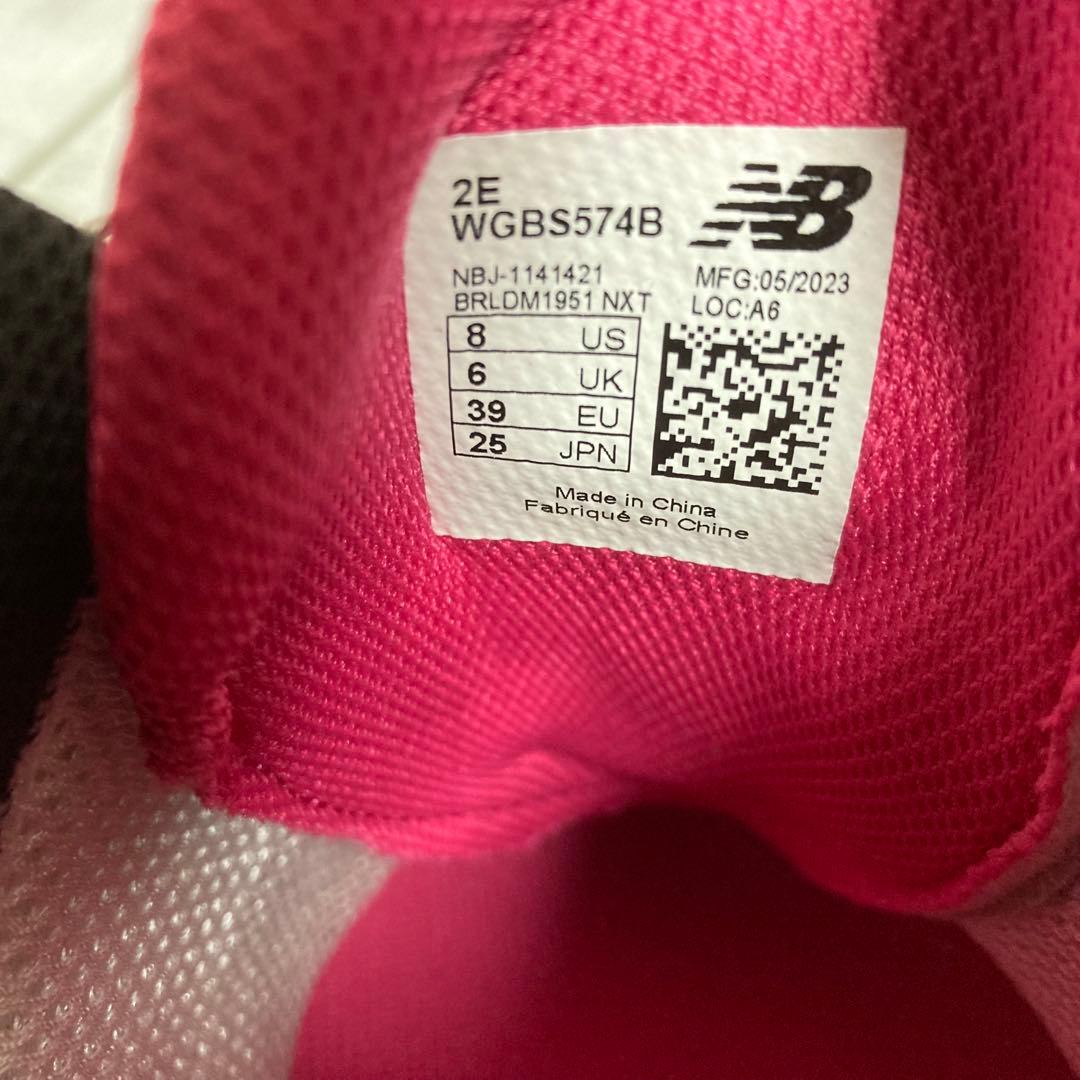 2E
WGBS574B
NB
NBJ-1141421
BRLDM1951 NXT
MFG:05/2023
LOC:A6
8 US
6 UK
39 EU
25 JPN
Made in China
Fabriqué en Chine